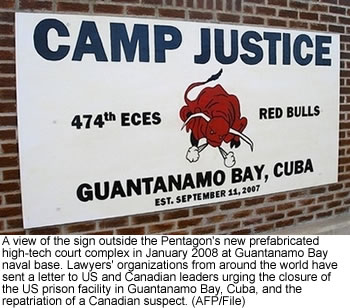 CAMP JUSTICE
474th ECES
RED BULLS
GUANTANAMO BAY, CUBA
EST. SEPTEMBER 11, 2007
A view of the sign outside the Pentagon's new prefabricated
high-tech court complex in January 2008 at Guantanamo Bay
naval base. Lawyers' organizations from around the world have
sent a letter to US and Canadian leaders urging the closure of
the US prison facility in Guantanamo Bay, Cuba, and the
repatriation of a Canadian suspect. (AFP/File)